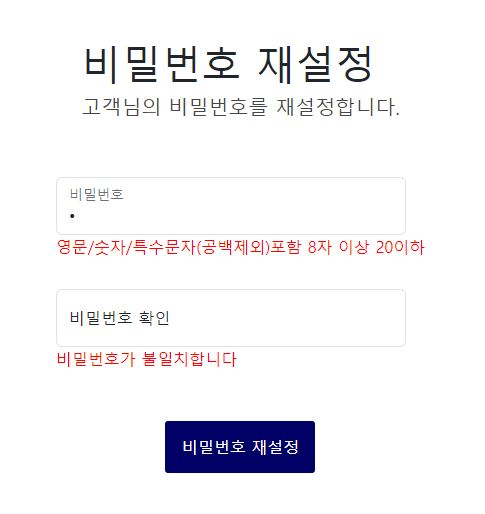 비밀번호 재설정
고객님의 비밀번호를 재설정합니다.
비밀번호
•
영문/숫자/특수문자(공백제외)포함 8자 이상 20이하
비밀번호 확인
비밀번호가 불일치합니다
비밀번호 재설정